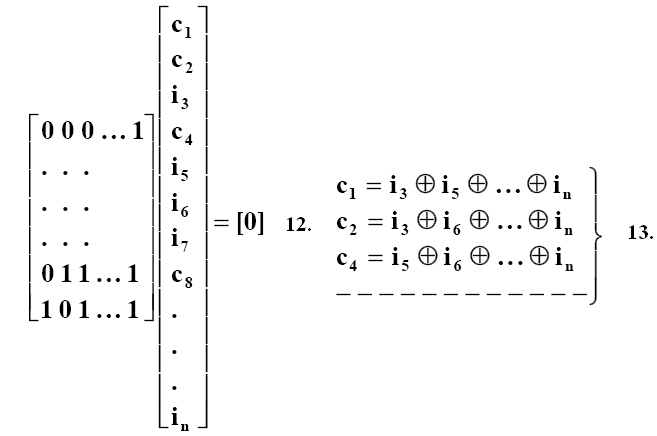 [0 0 0 ... 1
. . .
. . .
. . .
0 1 1 ... 1
1 0 1 ... 1]
[c₁
c₂
i₃
c₄
i₅
i₆
i₇
c₈
.
.
.
iₙ]
= [0] 12.
c₁ = i₃ ⊕ i₅ ⊕ ... ⊕ iₙ
c₂ = i₃ ⊕ i₆ ⊕ ... ⊕ iₙ
c₄ = i₅ ⊕ i₆ ⊕ ... ⊕ iₙ
– – – – – – – – – – – –
} 13.